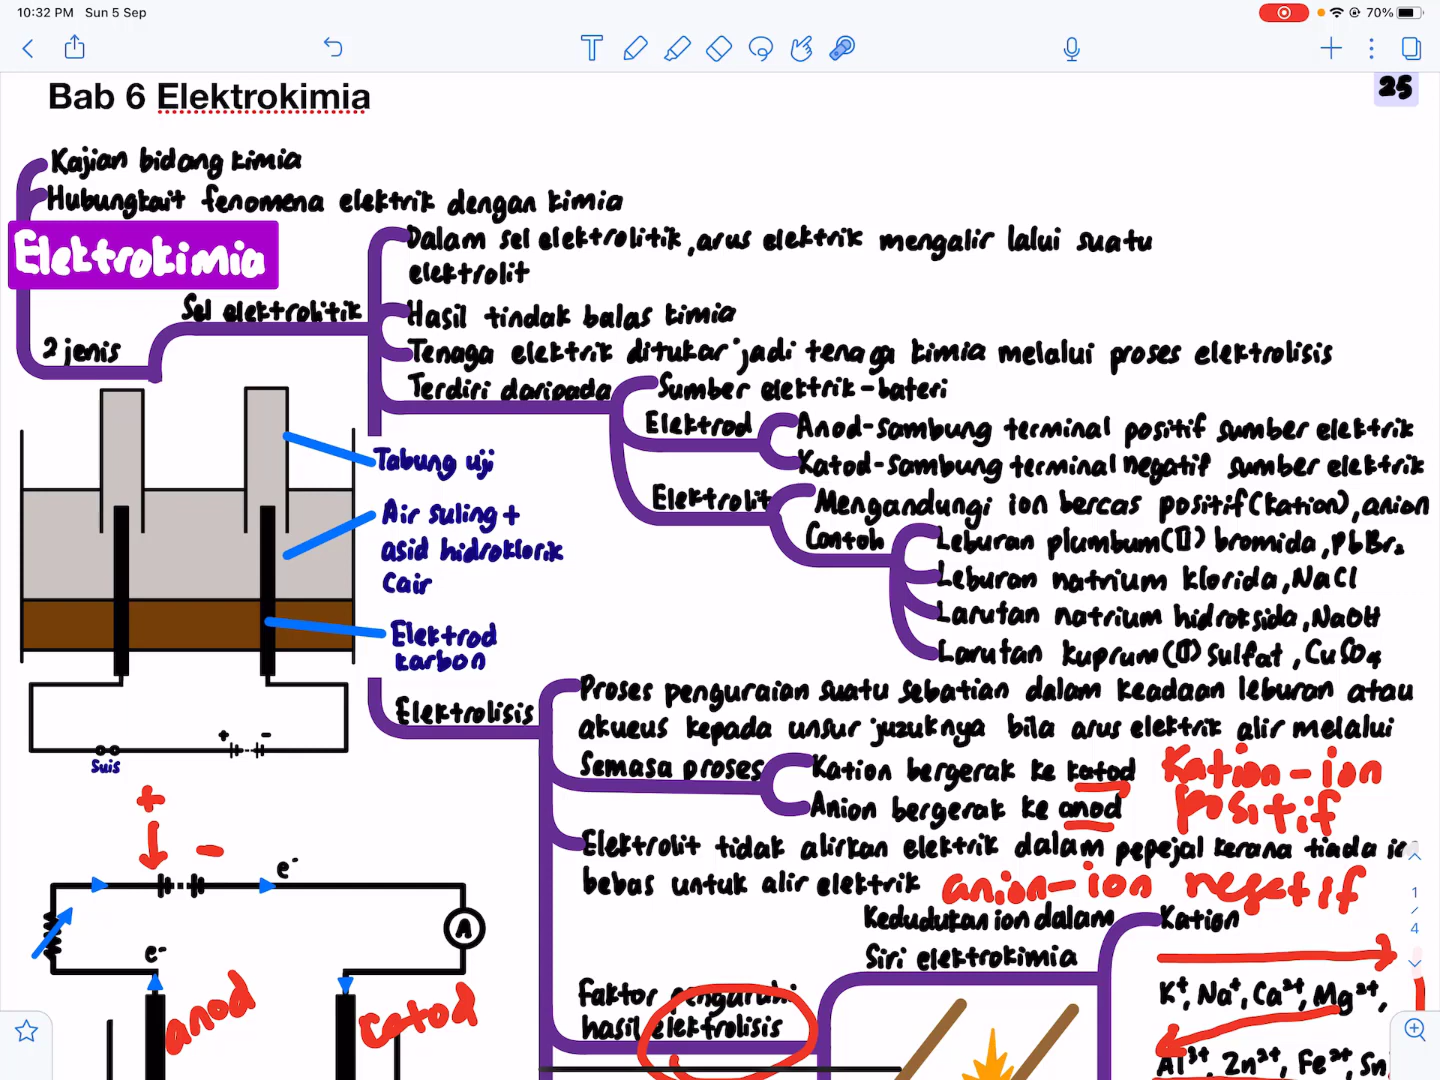 10:32 PM Sun 5 Sep
70%
Bab 6 Elektrokimia
25
Kajian bidang kimia
Hubungkait fenomena elektrik dengan kimia
Elektrokimia
2 jenis
Sel elektrolitik
Dalam sel elektrolitik, arus elektrik mengalir lalui suatu
elektrolit
Hasil tindak balas kimia
Tenaga elektrik ditukar jadi tenaga kimia melalui proses elektrolisis
Terdiri daripada
Sumber elektrik-bateri
Elektrod
Anod-sambung terminal positif sumber elektrik
Katod-sambung terminal negatif sumber elektrik
Elektrolit
Mengandungi ion bercas positif(kation), anion
Contoh
Leburan plumbum(II) bromida, PbBr₂
Leburan natrium klorida, NaCl
Larutan natrium hidroksida, NaOH
Larutan kuprum(II) sulfat, CuSO₄
Tabung uji
Air suling +
asid hidroklorik
cair
Elektrod
karbon
+ -
Suis
Elektrolisis
Proses penguraian suatu sebatian dalam keadaan leburan atau
akueus kepada unsur juzuknya bila arus elektrik alir melalui
Semasa proses
Kation bergerak ke katod
Anion bergerak ke anod
Kation-ion
positif
Elektrolit tidak alirkan elektrik dalam pepejal kerana tiada
bebas untuk alir elektrik
anion-ion negatif
+
-
e⁻
A
e⁻
anod
catod
Faktor pengaruhi
hasil elektrolisis
Kedudukan ion dalam
Siri elektrokimia
Kation
K⁺, Na⁺, Ca²⁺, Mg²⁺,
Al³⁺, Zn²⁺, Fe²⁺, Sn
1
/
4